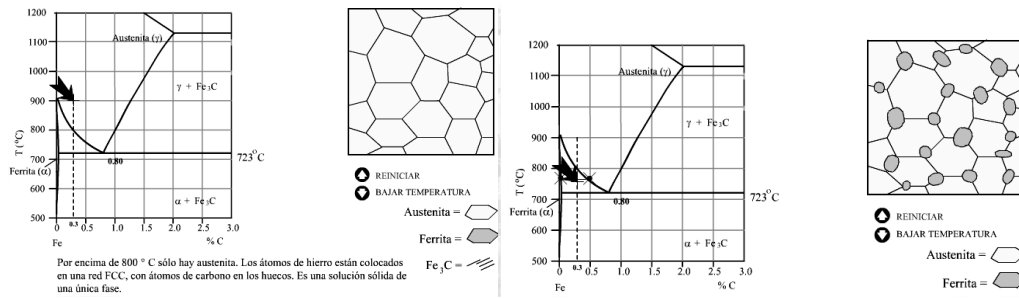 1200
1100
1000
900
800
700
600
500
T (°C)
Austenita (γ)
γ + Fe3C
0.80
723°C
Ferrita (α)
α + Fe3C
0 0.3 0.5 1.0 1.5 2.0 2.5 3.0
Fe
% C
REINICIAR
BAJAR TEMPERATURA
Austenita =
Ferrita =
Fe3C =
Por encima de 800 ° C sólo hay austenita. Los átomos de hierro están colocados
en una red FCC, con átomos de carbono en los huecos. Es una solución sólida de
una única fase.
1200
1100
1000
900
800
700
600
500
T (°C)
Austenita (γ)
γ + Fe3C
0.80
723°C
Ferrita (α)
α + Fe3C
0 0.3 0.5 1.0 1.5 2.0 2.5 3.0
Fe
% C
REINICIAR
BAJAR TEMPERATURA
Austenita =
Ferrita =